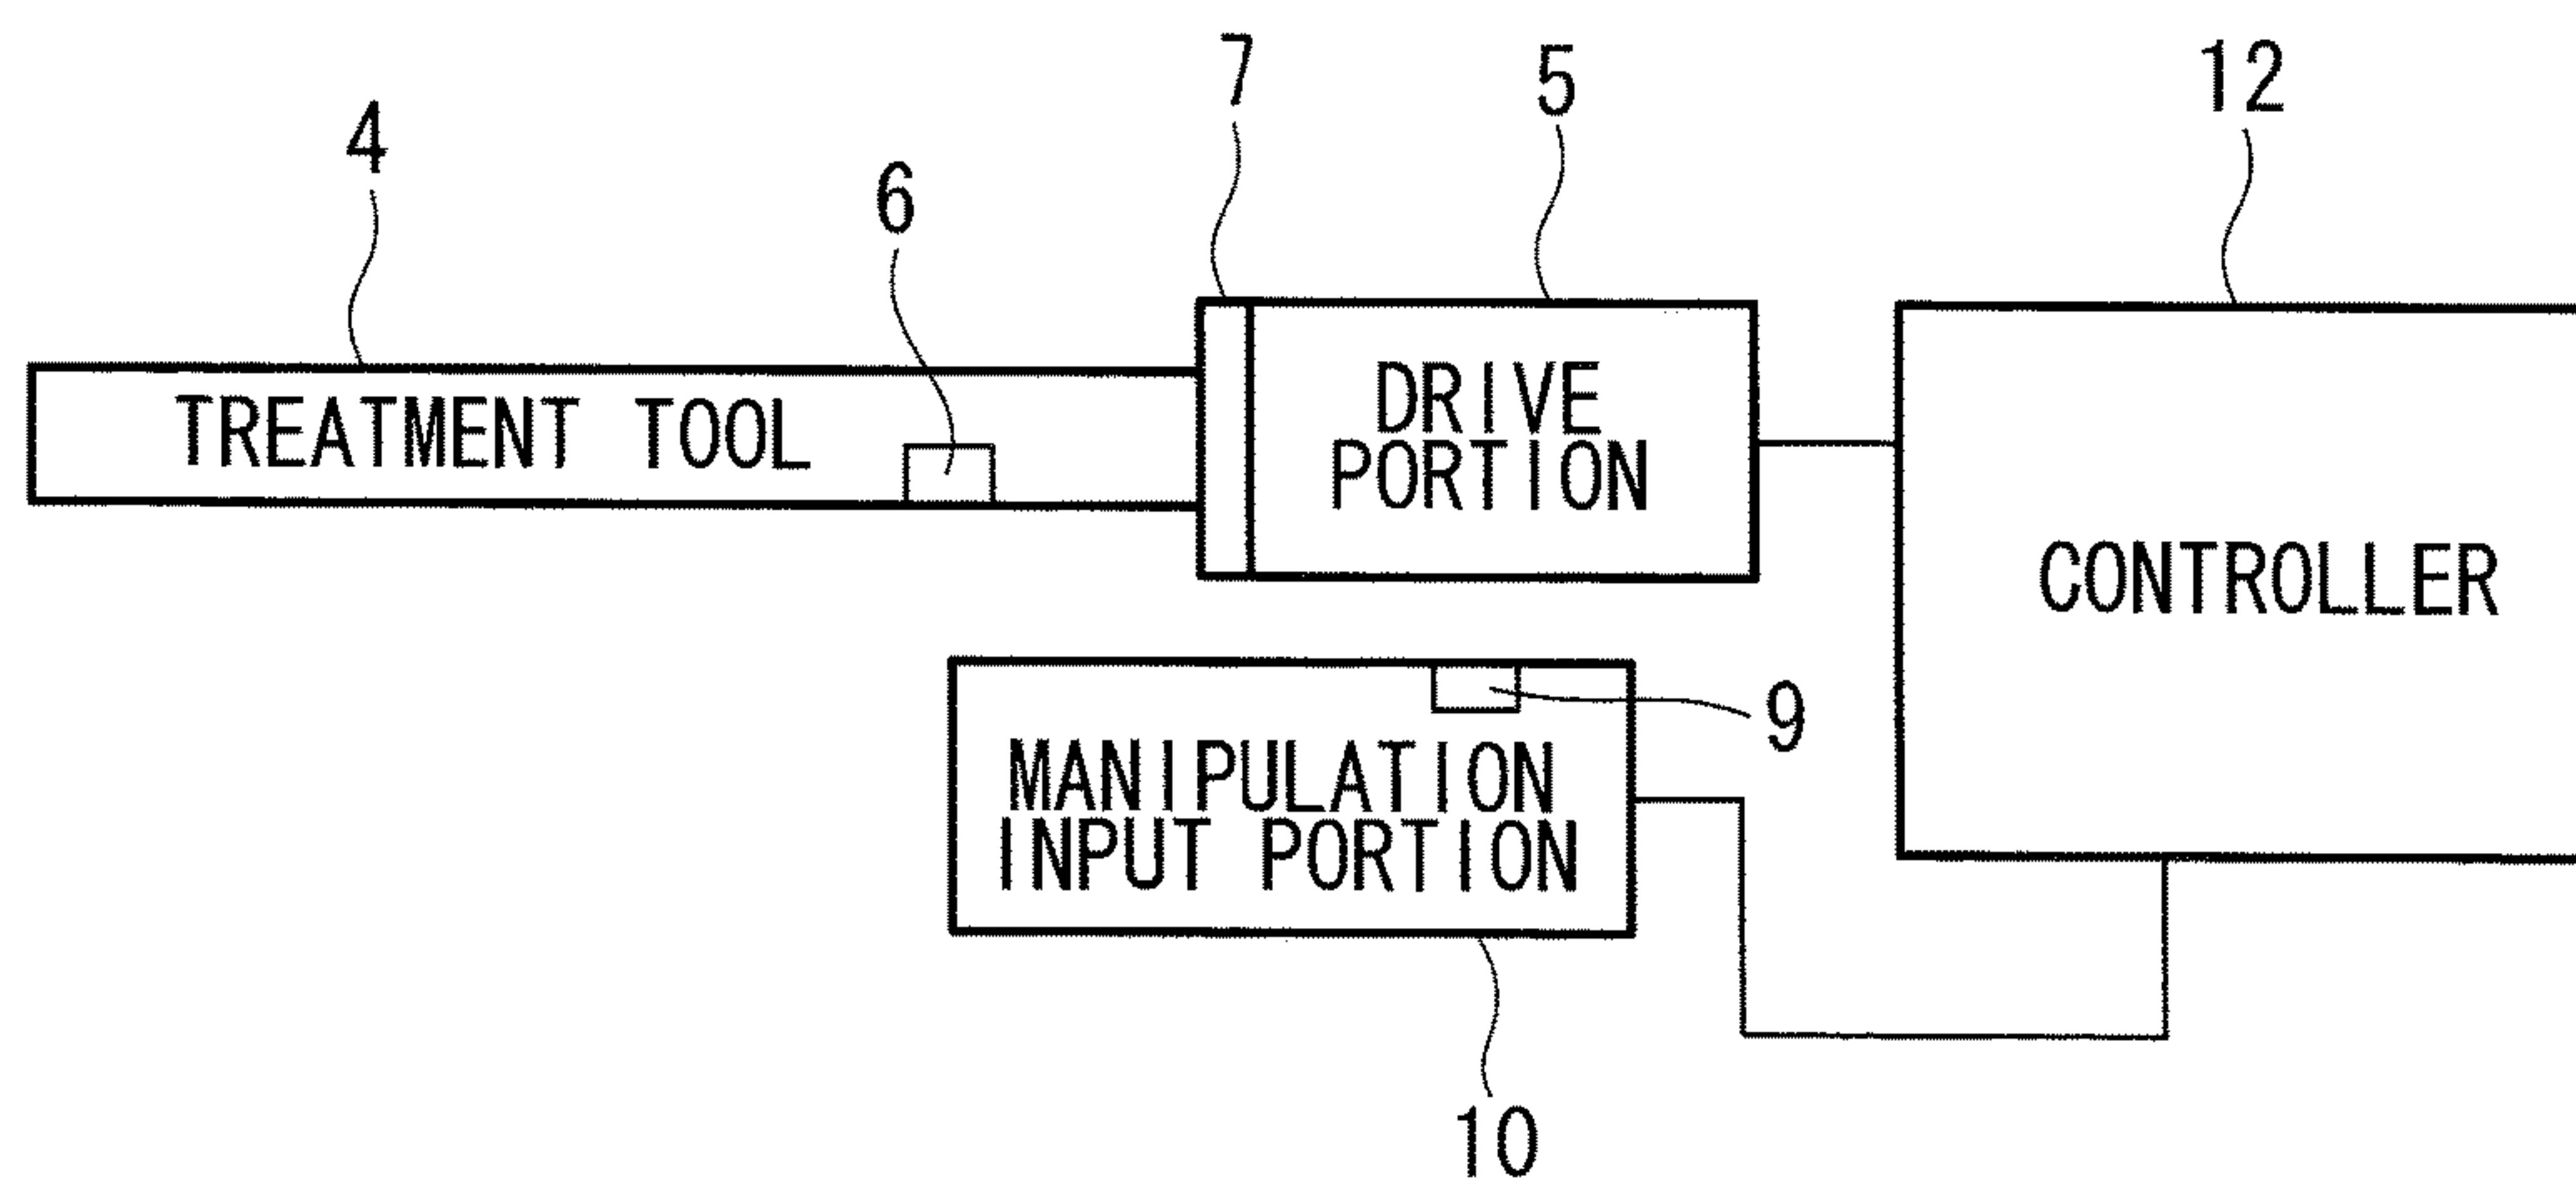 7
5
12
4
6
TREATMENT TOOL
DRIVE
PORTION
CONTROLLER
9
MANIPULATION
INPUT PORTION
10